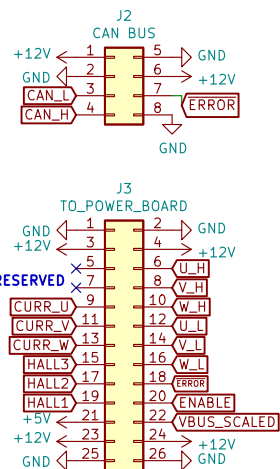 J2
CAN BUS
+12V 1 5 GND
GND 2 6 +12V
CAN_L 3 7 ERROR
CAN_H 4 8
GND
J3
TO_POWER_BOARD
GND 1 2 GND
+12V 3 4 +12V
RESERVED 5 6 U_H
7 8 V_H
CURR_U 9 10 W_H
CURR_V 11 12 U_L
CURR_W 13 14 V_L
HALL3 15 16 W_L
HALL2 17 18 ERROR
HALL1 19 20 ENABLE
+5V 21 22 VBUS_SCALED
+12V 23 24 +12V
GND 25 26 GND